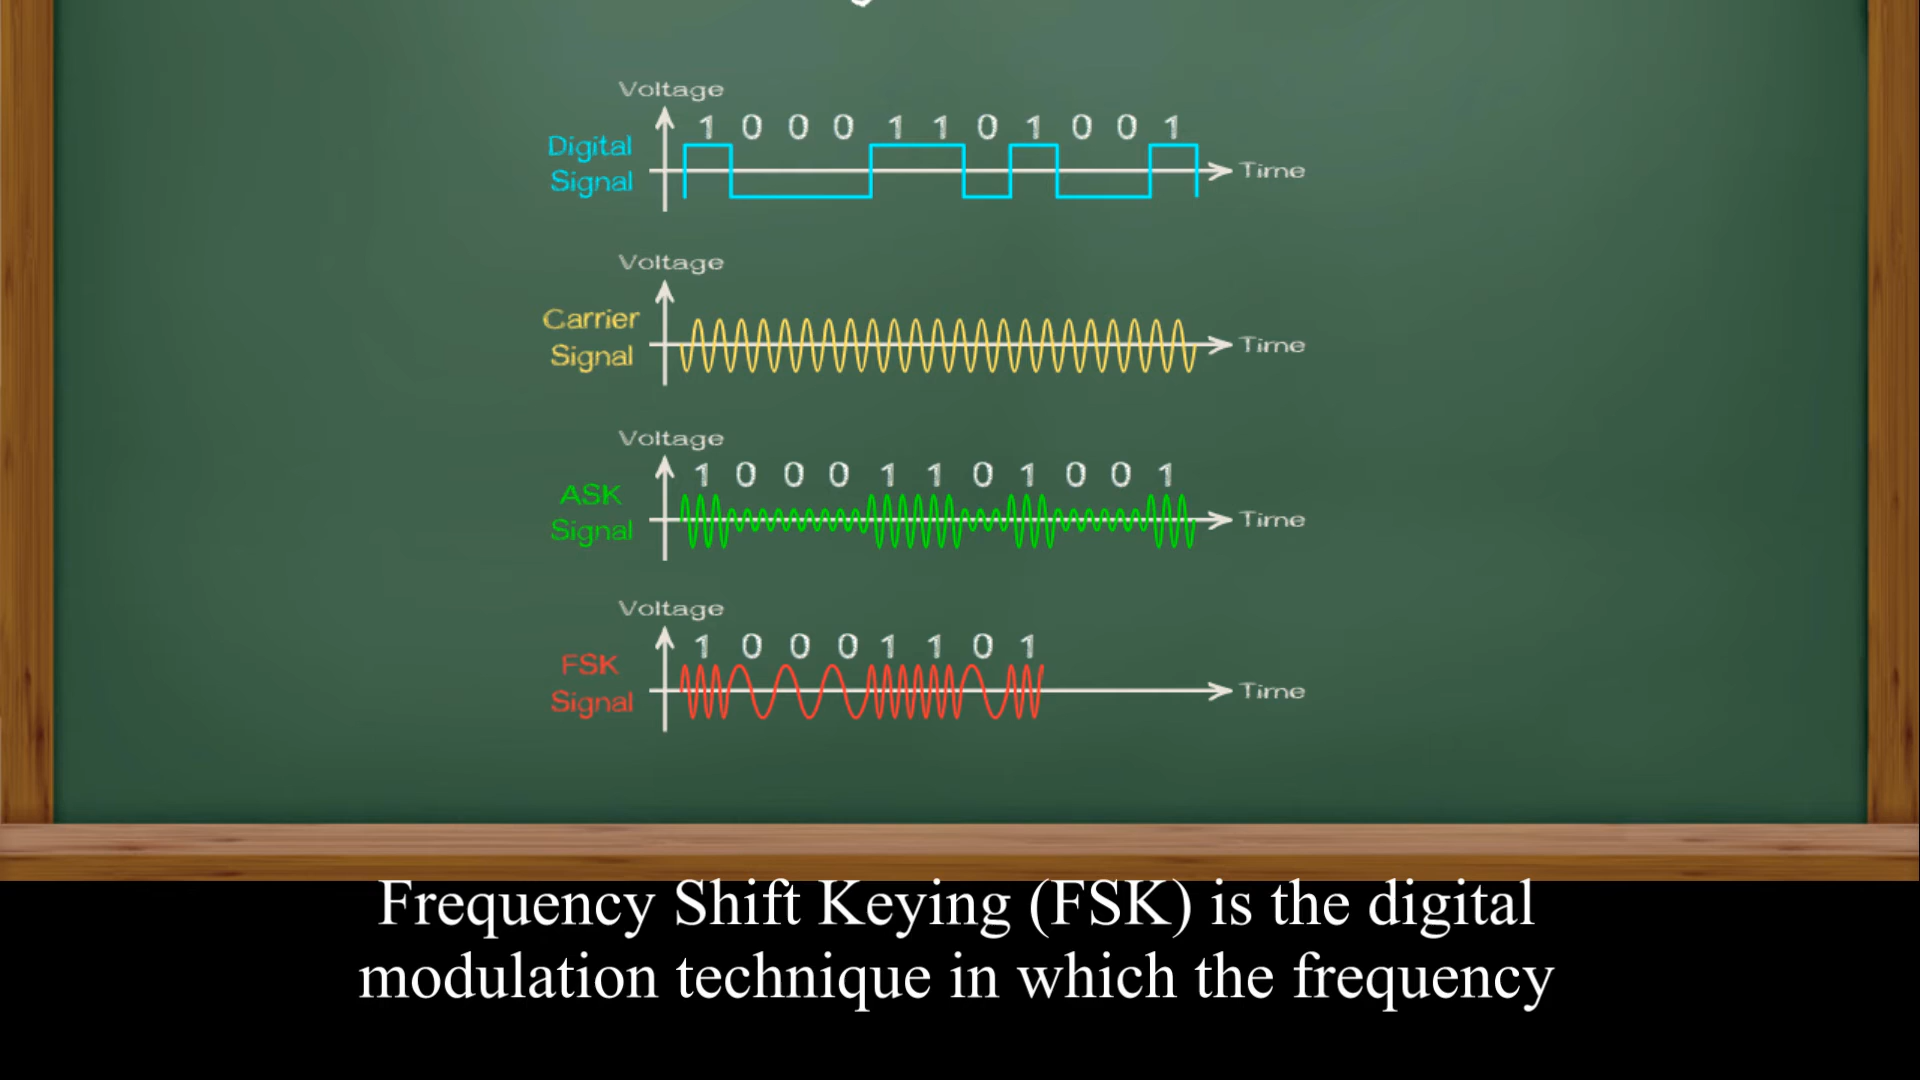 Voltage
1 0 0 0 1 1 0 1 0 0 1
Digital
Signal
Time
Voltage
Carrier
Signal
Time
Voltage
1 0 0 0 1 1 0 1 0 0 1
ASK
Signal
Time
Voltage
1 0 0 0 1 1 0 1
FSK
Signal
Time
Frequency Shift Keying (FSK) is the digital
modulation technique in which the frequency